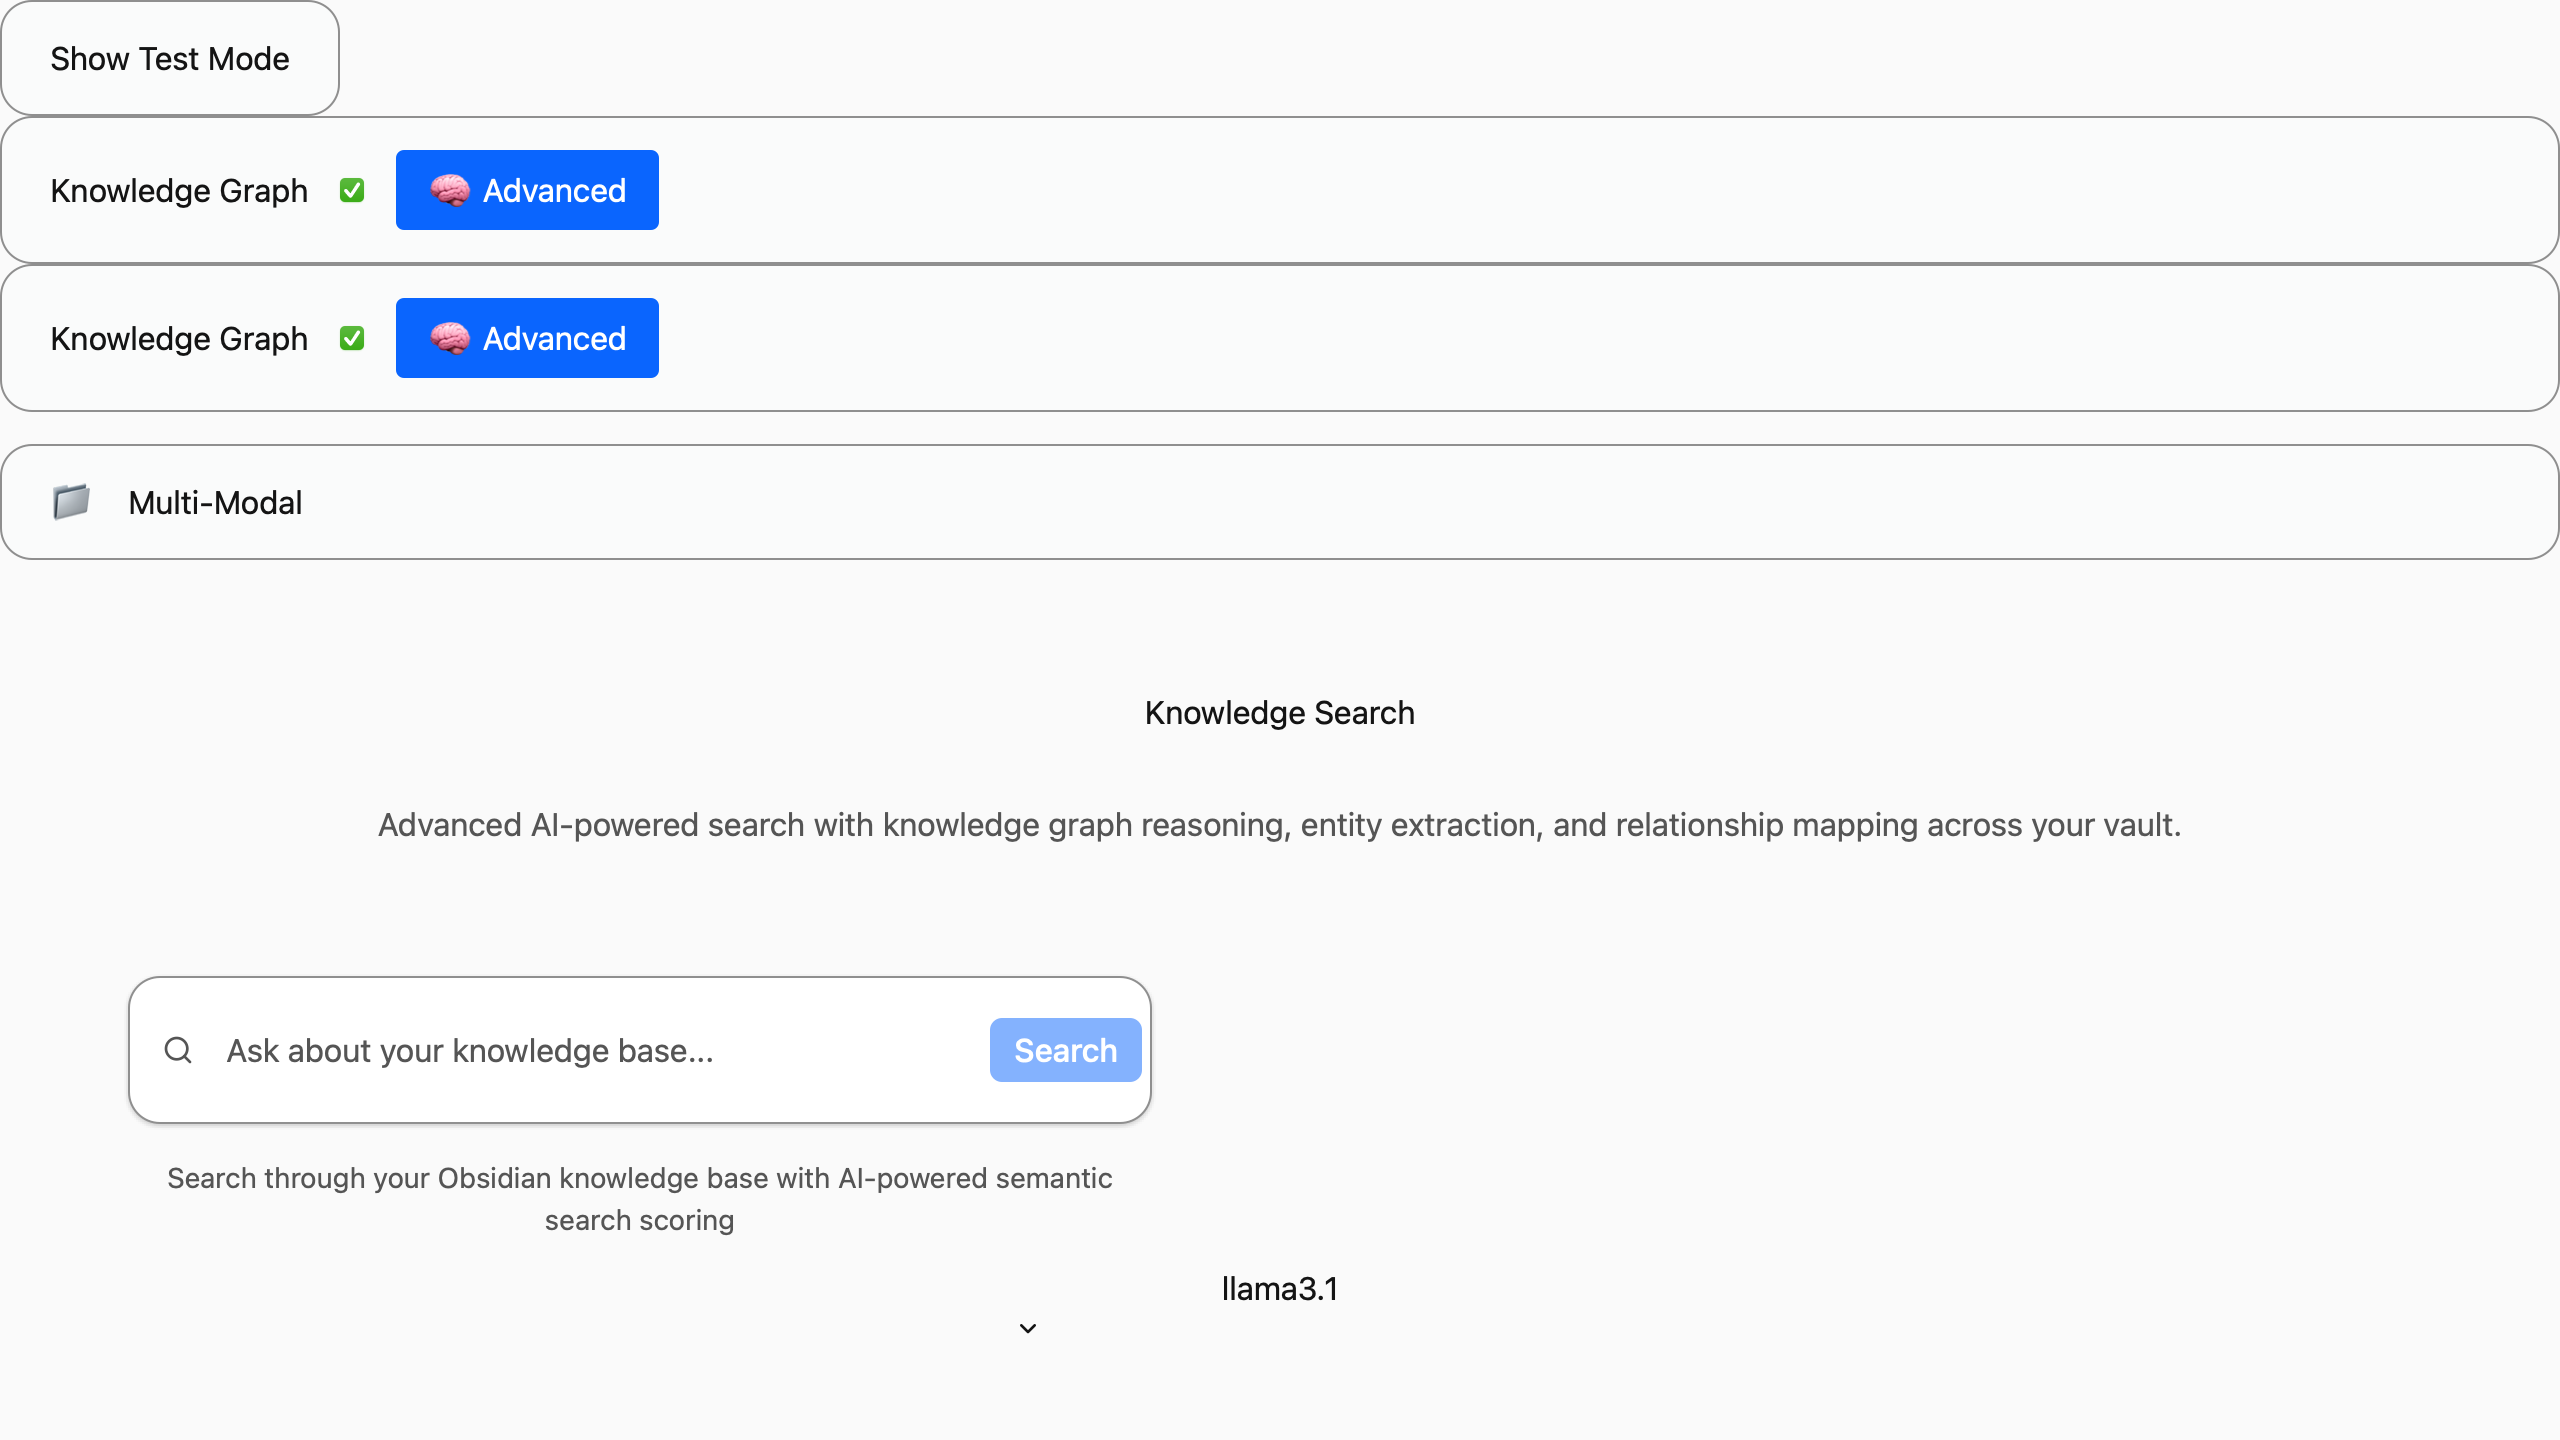 Show Test Mode
Knowledge Graph ✅ 🧠 Advanced
Knowledge Graph ✅ 🧠 Advanced
📁 Multi-Modal
Knowledge Search
Advanced AI-powered search with knowledge graph reasoning, entity extraction, and relationship mapping across your vault.
Ask about your knowledge base... Search
Search through your Obsidian knowledge base with AI-powered semantic
search scoring
llama3.1